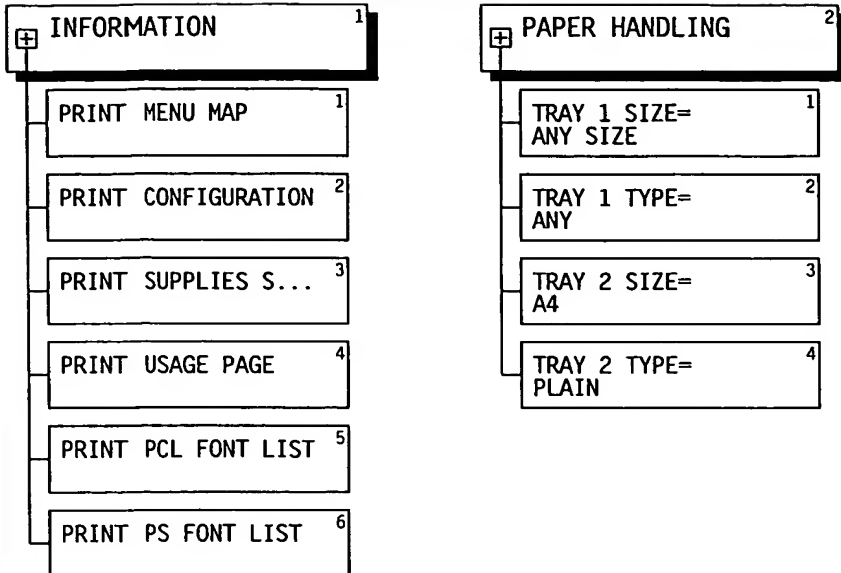 INFORMATION 1
PRINT MENU MAP 1
PRINT CONFIGURATION 2
PRINT SUPPLIES S... 3
PRINT USAGE PAGE 4
PRINT PCL FONT LIST 5
PRINT PS FONT LIST 6
PAPER HANDLING 2
TRAY 1 SIZE= 1
ANY SIZE
TRAY 1 TYPE= 2
ANY
TRAY 2 SIZE= 3
A4
TRAY 2 TYPE= 4
PLAIN